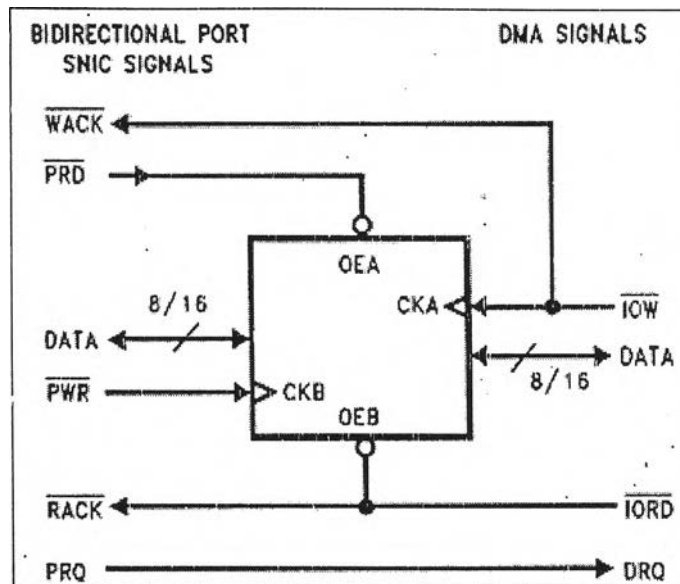 BIDIRECTIONAL PORT
SNIC SIGNALS
DMA SIGNALS
WACK
PRD
OEA
8/16
CKA
IOW
DATA
DATA
8/16
PWR
CKB
OEB
RACK
IORD
PRQ
DRQ